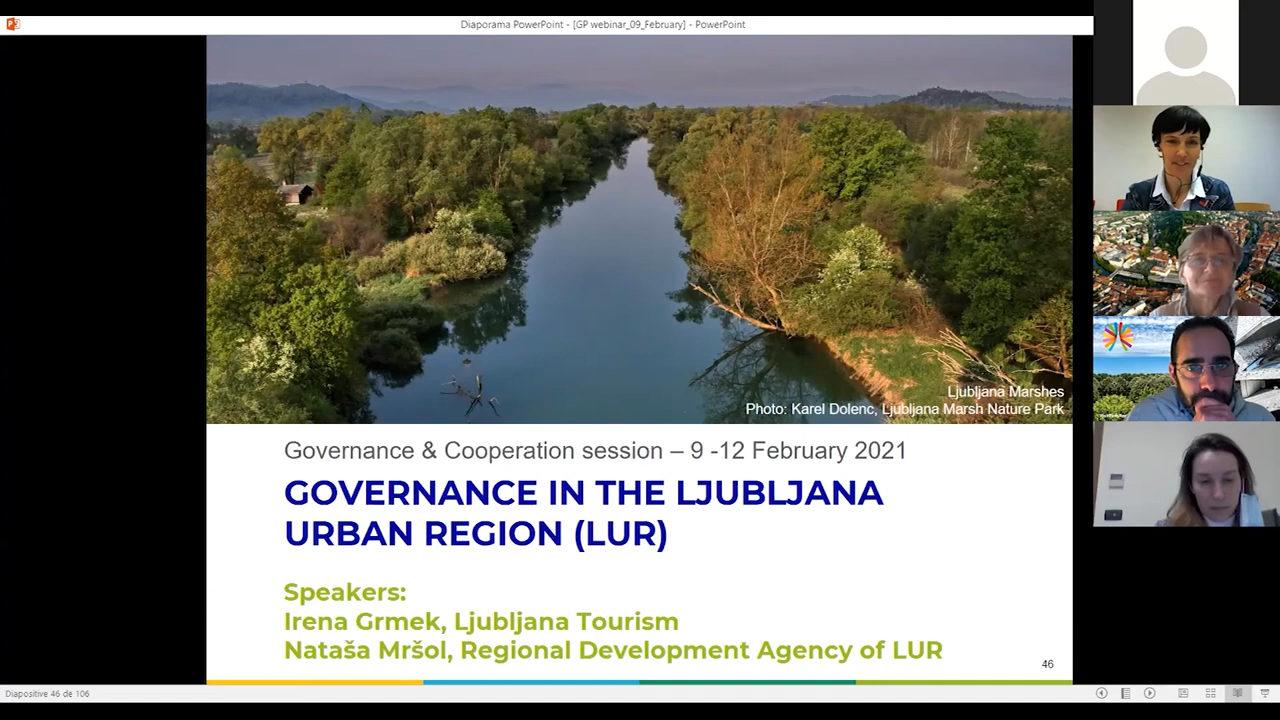 Diaporama PowerPoint - [GP webinar_09_February] - PowerPoint
Ljubljana Marshes
Photo: Karel Dolenc, Ljubljana Marsh Nature Park
Governance & Cooperation session – 9 -12 February 2021
GOVERNANCE IN THE LJUBLJANA
URBAN REGION (LUR)
Speakers:
Irena Grmek, Ljubljana Tourism
Nataša Mršol, Regional Development Agency of LUR
46
Diapositive 46 de 106